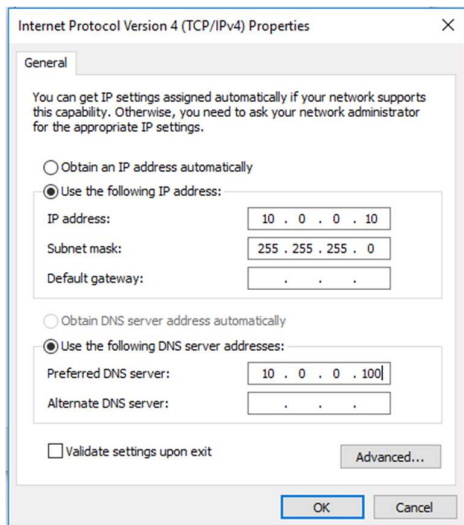 Internet Protocol Version 4 (TCP/IPv4) Properties
General
You can get IP settings assigned automatically if your network supports
this capability. Otherwise, you need to ask your network administrator
for the appropriate IP settings.
Obtain an IP address automatically
Use the following IP address:
IP address: 10 . 0 . 0 . 10
Subnet mask: 255 . 255 . 255 . 0
Default gateway: . . .
Obtain DNS server address automatically
Use the following DNS server addresses:
Preferred DNS server: 10 . 0 . 0 . 100
Alternate DNS server: . . .
Validate settings upon exit
Advanced...
OK Cancel